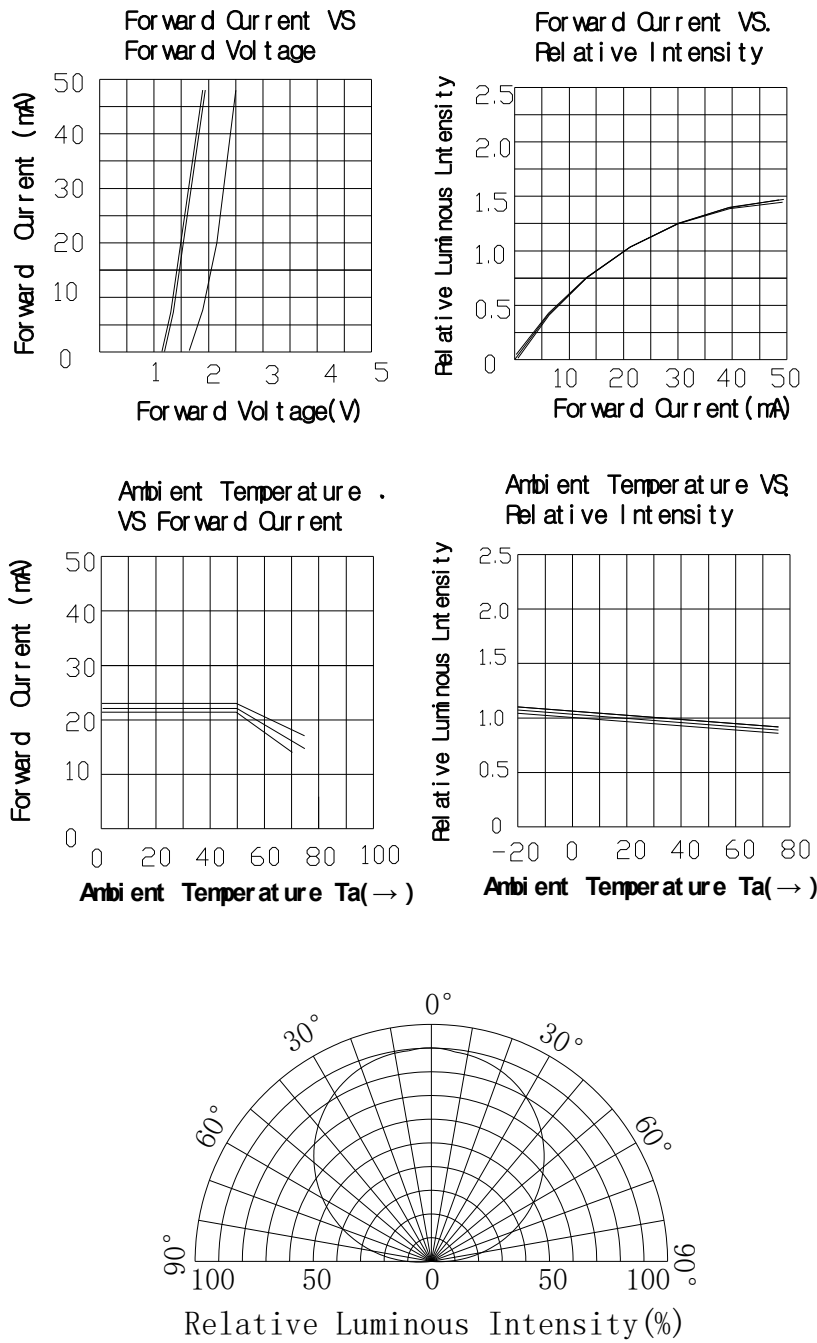 Forward Current VS
Forward Voltage
Forward Current (mA)
50
40
30
20
10
0
1 2 3 4 5
Forward Voltage(V)
Forward Current VS.
Relative Intensity
Relative Luminous Lntensity
2.5
2.0
1.5
1.0
0.5
0
10 20 30 40 50
Forward Current(mA)
Ambient Temperature .
VS Forward Current
Forward Current (mA)
50
40
30
20
10
0
0 20 40 60 80 100
Ambient Temperature Ta(→)
Ambient Temperature VS.
Relative Intensity
Relative Luminous Lntensity
2.5
2.0
1.5
1.0
0.5
0
-20 0 20 40 60 80
Ambient Temperature Ta(→)
0°
30° 30°
60° 60°
90° 90°
100 50 0 50 100
Relative Luminous Intensity(%)